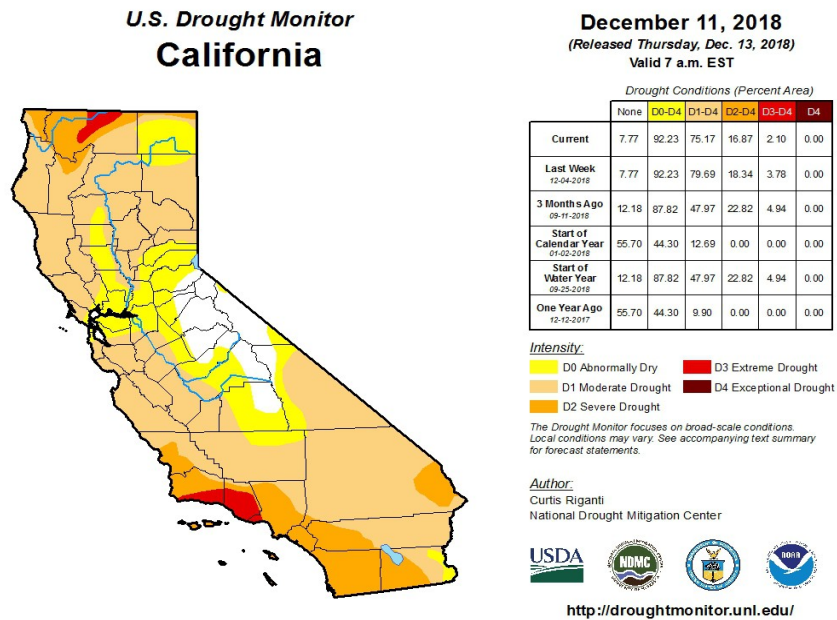 U.S. Drought Monitor
California
December 11, 2018
(Released Thursday, Dec. 13, 2018)
Valid 7 a.m. EST
Drought Conditions (Percent Area)
None D0-D4 D1-D4 D2-D4 D3-D4 D4
Current 7.77 92.23 75.17 16.87 2.10 0.00
Last Week
12-04-2018
7.77 92.23 79.69 18.34 3.78 0.00
3 Months Ago
09-11-2018
12.18 87.82 47.97 22.82 4.94 0.00
Start of
Calendar Year
01-02-2018
55.70 44.30 12.69 0.00 0.00 0.00
Start of
Water Year
09-25-2018
12.18 87.82 47.97 22.82 4.94 0.00
One Year Ago
12-12-2017
55.70 44.30 9.90 0.00 0.00 0.00
Intensity:
D0 Abnormally Dry
D1 Moderate Drought
D2 Severe Drought
D3 Extreme Drought
D4 Exceptional Drought
The Drought Monitor focuses on broad-scale conditions.
Local conditions may vary. See accompanying text summary
for forecast statements.
Author:
Curtis Riganti
National Drought Mitigation Center
USDA
NDMC
NOAA
http://droughtmonitor.unl.edu/